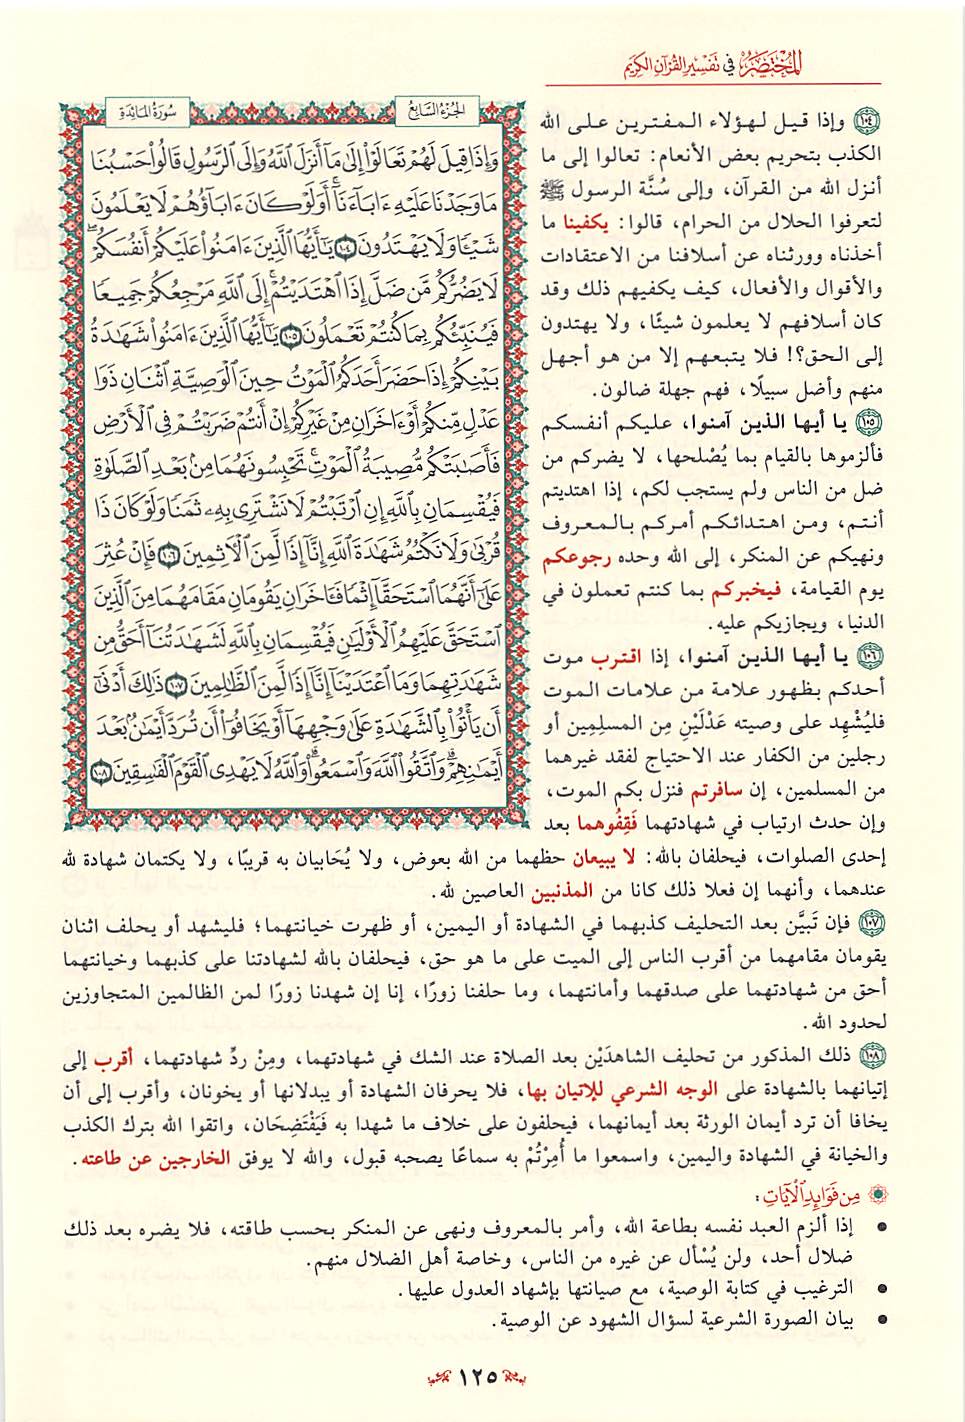 المختصر في تفسير القرآن الكريم
الجزء السابع
سورة المائدة
وَإِذَا قِيلَ لَهُمْ تَعَالَوْا۟ إِلَىٰ مَآ أَنزَلَ ٱللَّهُ وَإِلَى ٱلرَّسُولِ قَالُوا۟ حَسْبُنَا
مَا وَجَدْنَا عَلَيْهِ ءَابَآءَنَآ ۚ أَوَلَوْ كَانَ ءَابَآؤُهُمْ لَا يَعْلَمُونَ
شَيْـًٔا وَلَا يَهْتَدُونَ ١٠٤ يَـٰٓأَيُّهَا ٱلَّذِينَ ءَامَنُوا۟ عَلَيْكُمْ أَنفُسَكُمْ ۖ
لَا يَضُرُّكُم مَّن ضَلَّ إِذَا ٱهْتَدَيْتُمْ ۚ إِلَى ٱللَّهِ مَرْجِعُكُمْ جَمِيعًا
فَيُنَبِّئُكُم بِمَا كُنتُمْ تَعْمَلُونَ ١٠٥ يَـٰٓأَيُّهَا ٱلَّذِينَ ءَامَنُوا۟ شَهَـٰدَةُ
بَيْنِكُمْ إِذَا حَضَرَ أَحَدَكُمُ ٱلْمَوْتُ حِينَ ٱلْوَصِيَّةِ ٱثْنَانِ ذَوَا
عَدْلٍ مِّنكُمْ أَوْ ءَاخَرَانِ مِنْ غَيْرِكُمْ إِنْ أَنتُمْ ضَرَبْتُمْ فِى ٱلْأَرْضِ
فَأَصَـٰبَتْكُم مُّصِيبَةُ ٱلْمَوْتِ ۚ تَحْبِسُونَهُمَا مِنۢ بَعْدِ ٱلصَّلَوٰةِ
فَيُقْسِمَانِ بِٱللَّهِ إِنِ ٱرْتَبْتُمْ لَا نَشْتَرِى بِهِۦ ثَمَنًا وَلَوْ كَانَ ذَا
قُرْبَىٰ ۙ وَلَا نَكْتُمُ شَهَـٰدَةَ ٱللَّهِ إِنَّآ إِذًا لَّمِنَ ٱلْـَٔاثِمِينَ ١٠٦ فَإِنْ عُثِرَ
عَلَىٰٓ أَنَّهُمَا ٱسْتَحَقَّآ إِثْمًا فَـَٔاخَرَانِ يَقُومَانِ مَقَامَهُمَا مِنَ ٱلَّذِينَ
ٱسْتَحَقَّ عَلَيْهِمُ ٱلْأَوْلَيَـٰنِ فَيُقْسِمَانِ بِٱللَّهِ لَشَهَـٰدَتُنَآ أَحَقُّ مِن
شَهَـٰدَتِهِمَا وَمَا ٱعْتَدَيْنَآ إِنَّآ إِذًا لَّمِنَ ٱلظَّـٰلِمِينَ ١٠٧ ذَٰلِكَ أَدْنَىٰٓ
أَن يَأْتُوا۟ بِٱلشَّهَـٰدَةِ عَلَىٰ وَجْهِهَآ أَوْ يَخَافُوٓا۟ أَن تُرَدَّ أَيْمَـٰنٌۢ بَعْدَ
أَيْمَـٰنِهِمْ ۗ وَٱتَّقُوا۟ ٱللَّهَ وَٱسْمَعُوا۟ ۗ وَٱللَّهُ لَا يَهْدِى ٱلْقَوْمَ ٱلْفَـٰسِقِينَ ١٠٨
١٠٤ وإذا قيل لهؤلاء المفترين على الله
الكذب بتحريم بعض الأنعام: تعالوا إلى ما
أنزل الله من القرآن، وإلى سُنَّة الرسول ﷺ
لتعرفوا الحلال من الحرام، قالوا: يكفينا ما
أخذناه وورثناه عن أسلافنا من الاعتقادات
والأقوال والأفعال، كيف يكفيهم ذلك وقد
كان أسلافهم لا يعلمون شيئًا، ولا يهتدون
إلى الحق؟! فلا يتبعهم إلا من هو أجهل
منهم وأضل سبيلًا، فهم جهلة ضالون.
١٠٥ يا أيها الذين آمنوا، عليكم أنفسكم
فألزموها بالقيام بما يُصْلحها، لا يضركم من
ضل من الناس ولم يستجب لكم، إذا اهتديتم
أنتم، ومن اهتدائكم أمركم بالمعروف
ونهيكم عن المنكر، إلى الله وحده رجوعكم
يوم القيامة، فيخبركم بما كنتم تعملون في
الدنيا، ويجازيكم عليه.
١٠٦ يا أيها الذين آمنوا، إذا اقترب موت
أحدكم بظهور علامة من علامات الموت
فليُشْهِد على وصيته عَدْلَيْنِ مِن المسلمين أو
رجلين من الكفار عند الاحتياج لفقد غيرهما
من المسلمين، إن سافرتم فنزل بكم الموت،
وإن حدث ارتياب في شهادتهما فَقِفُوهما بعد
إحدى الصلوات، فيحلفان بالله: لا يبيعان حظهما من الله بعوض، ولا يُحَابيان به قريبًا، ولا يكتمان شهادة لله
عندهما، وأنهما إن فعلا ذلك كانا من المذنبين العاصين لله.
١٠٧ فإن تَبيَّن بعد التحليف كذبهما في الشهادة أو اليمين، أو ظهرت خيانتهما؛ فليشهد أو يحلف اثنان
يقومان مقامهما من أقرب الناس إلى الميت على ما هو حق، فيحلفان بالله لشهادتنا على كذبهما وخيانتهما
أحق من شهادتهما على صدقهما وأمانتهما، وما حلفنا زورًا، إنا إن شهدنا زورًا لمن الظالمين المتجاوزين
لحدود الله.
١٠٨ ذلك المذكور من تحليف الشاهدَيْن بعد الصلاة عند الشك في شهادتهما، ومِنْ ردِّ شهادتهما، أقرب إلى
إتيانهما بالشهادة على الوجه الشرعي للإتيان بها، فلا يحرفان الشهادة أو يبدلانها أو يخونان، وأقرب إلى أن
يخافا أن ترد أيمان الورثة بعد أيمانهما، فيحلفون على خلاف ما شهدا به فَيَفْتَضِحَان، واتقوا الله بترك الكذب
والخيانة في الشهادة واليمين، واسمعوا ما أُمِرْتُمْ به سماعًا يصحبه قبول، والله لا يوفق الخارجين عن طاعته.
مِن فَوَائِدِ الْآيَاتِ:
• إذا ألزم العبد نفسه بطاعة الله، وأمر بالمعروف ونهى عن المنكر بحسب طاقته، فلا يضره بعد ذلك
ضلال أحد، ولن يُسْأل عن غيره من الناس، وخاصة أهل الضلال منهم.
• الترغيب في كتابة الوصية، مع صيانتها بإشهاد العدول عليها.
• بيان الصورة الشرعية لسؤال الشهود عن الوصية.
١٢٥